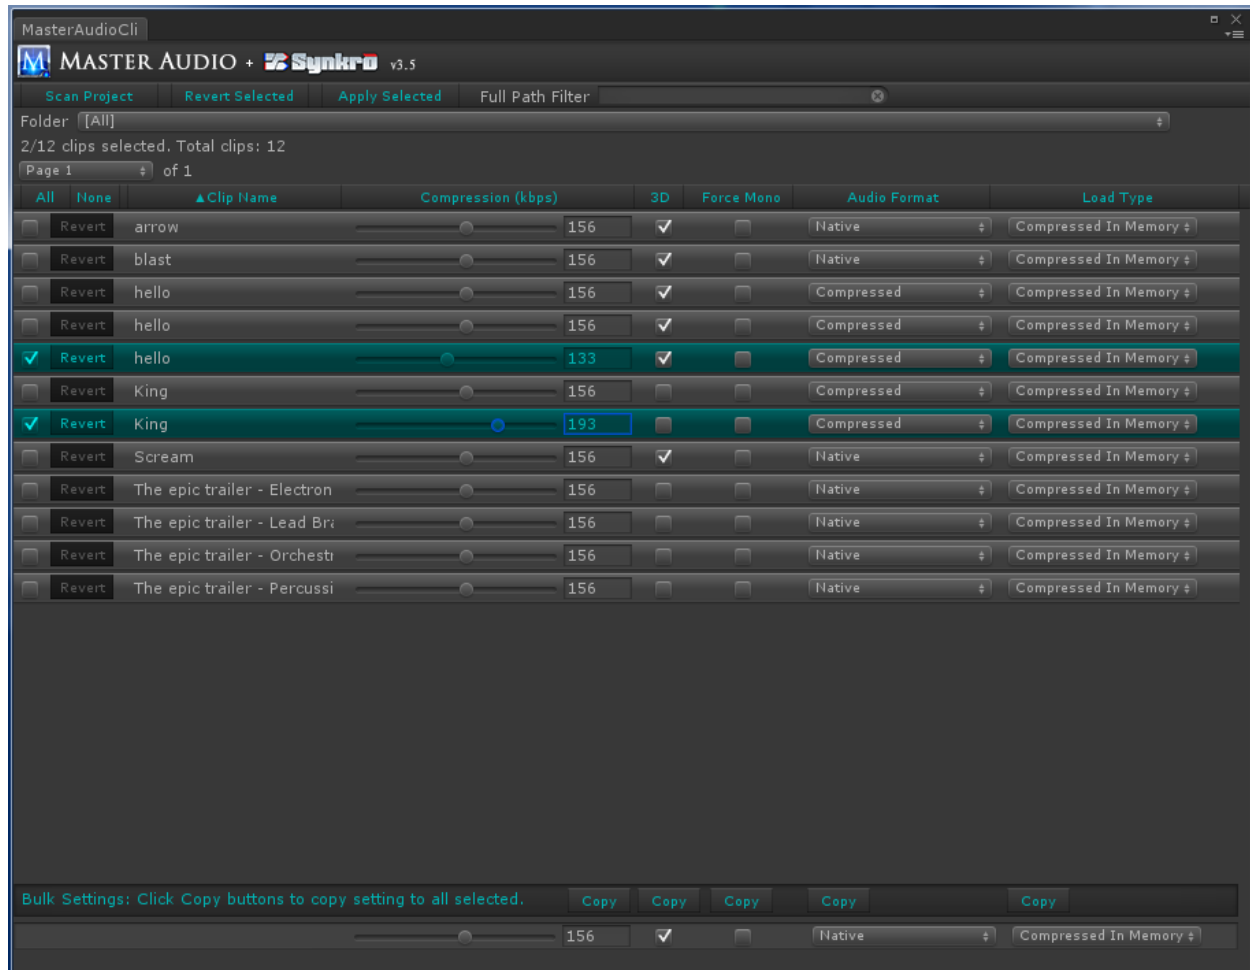 MasterAudioCli
M MASTER AUDIO + Synkro v3.5
Scan Project Revert Selected Apply Selected Full Path Filter
Folder [All]
2/12 clips selected. Total clips: 12
Page 1 of 1
All None ▲Clip Name Compression (kbps) 3D Force Mono Audio Format Load Type
Revert arrow 156 Native Compressed In Memory
Revert blast 156 Native Compressed In Memory
Revert hello 156 Compressed Compressed In Memory
Revert hello 156 Compressed Compressed In Memory
Revert hello 133 Compressed Compressed In Memory
Revert King 156 Compressed Compressed In Memory
Revert King 193 Compressed Compressed In Memory
Revert Scream 156 Native Compressed In Memory
Revert The epic trailer - Electron 156 Native Compressed In Memory
Revert The epic trailer - Lead Bra 156 Native Compressed In Memory
Revert The epic trailer - Orchestr 156 Native Compressed In Memory
Revert The epic trailer - Percussi 156 Native Compressed In Memory
Bulk Settings: Click Copy buttons to copy setting to all selected. Copy Copy Copy Copy Copy
156 Native Compressed In Memory